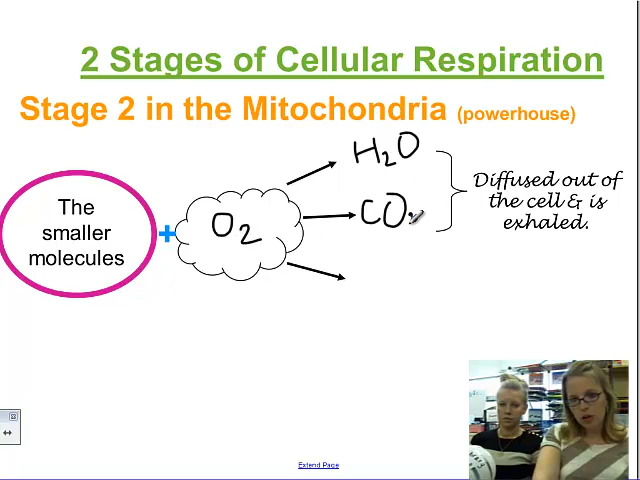 2 Stages of Cellular Respiration
Stage 2 in the Mitochondria (powerhouse)
H2O
Diffused out of
the cell & is
exhaled.
The
smaller
molecules
+
O2
CO2
Extend Page